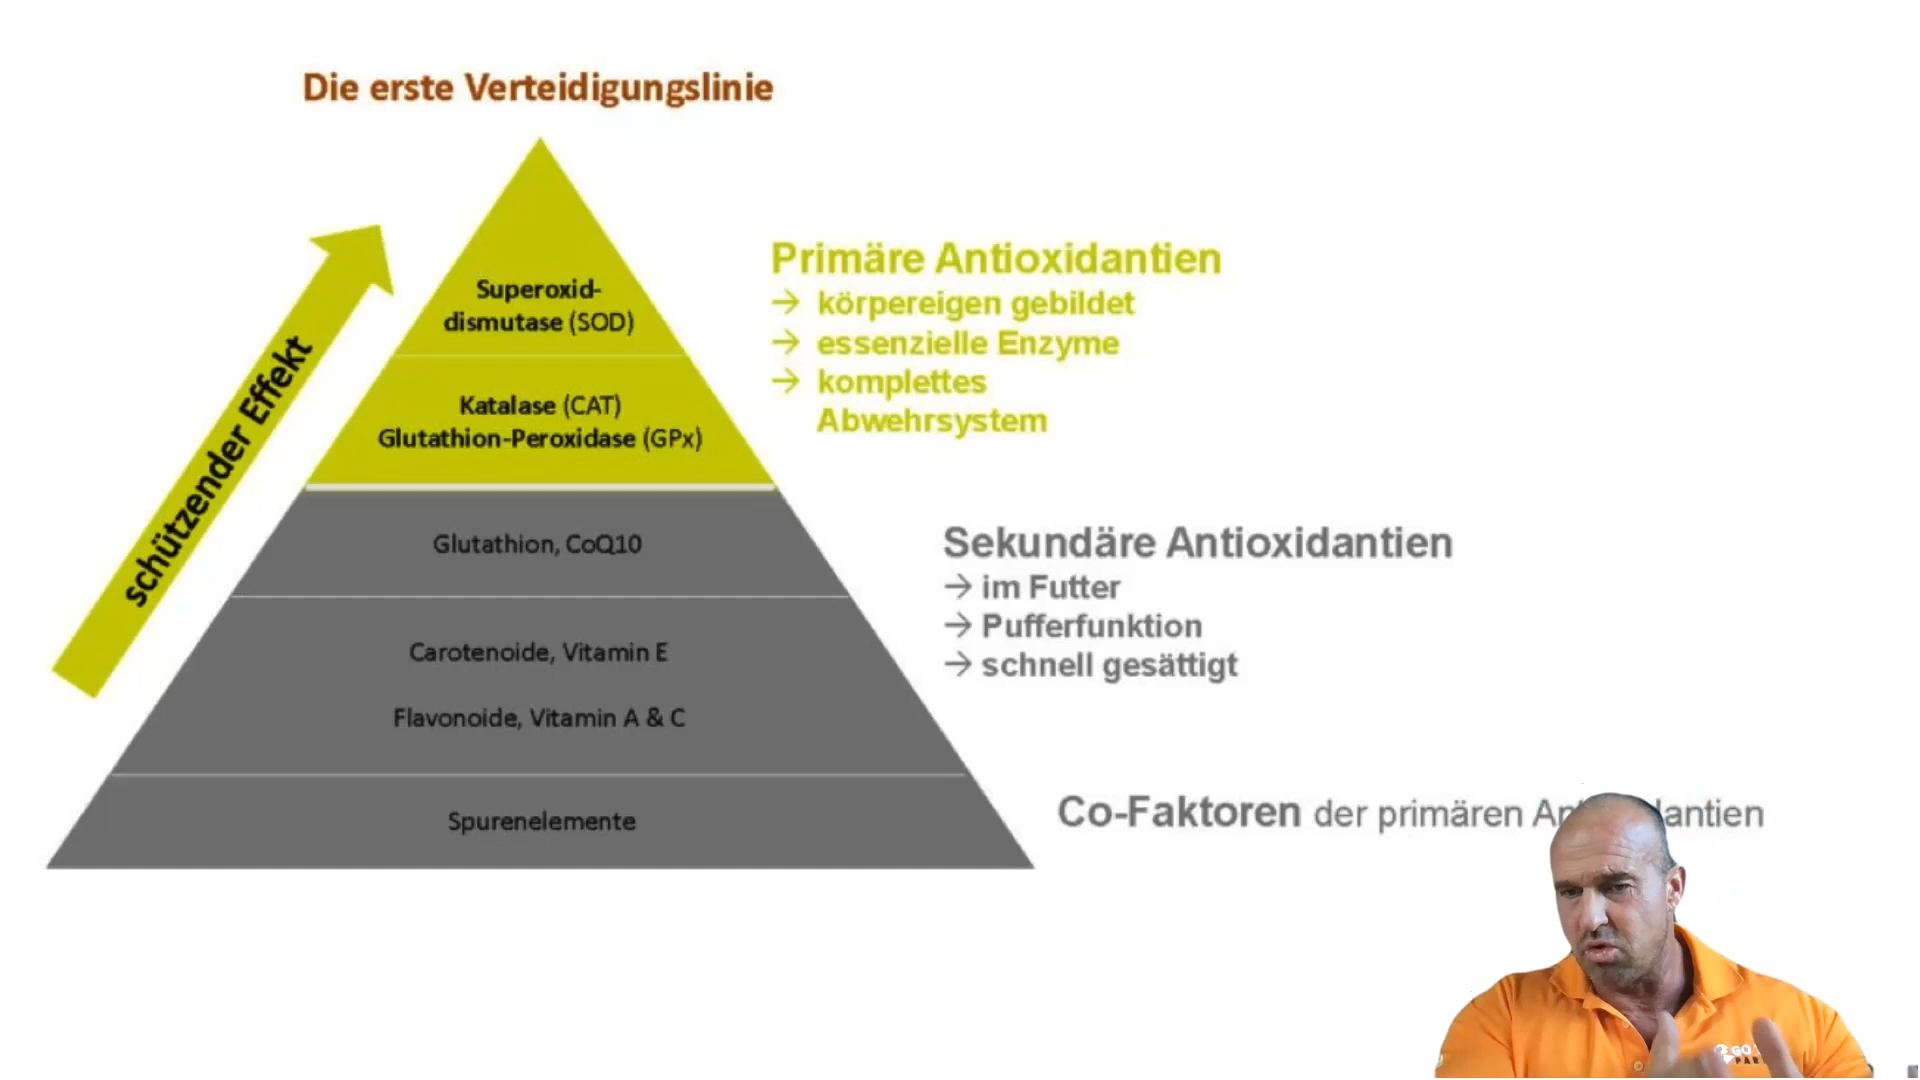 Die erste Verteidigungslinie
schützender Effekt
Superoxid-
dismutase (SOD)
Katalase (CAT)
Glutathion-Peroxidase (GPx)
Glutathion, CoQ10
Carotenoide, Vitamin E
Flavonoide, Vitamin A & C
Spurenelemente
Primäre Antioxidantien
→ körpereigen gebildet
→ essenzielle Enzyme
→ komplettes
Abwehrsystem
Sekundäre Antioxidantien
→ im Futter
→ Pufferfunktion
→ schnell gesättigt
Co-Faktoren der primären
GO